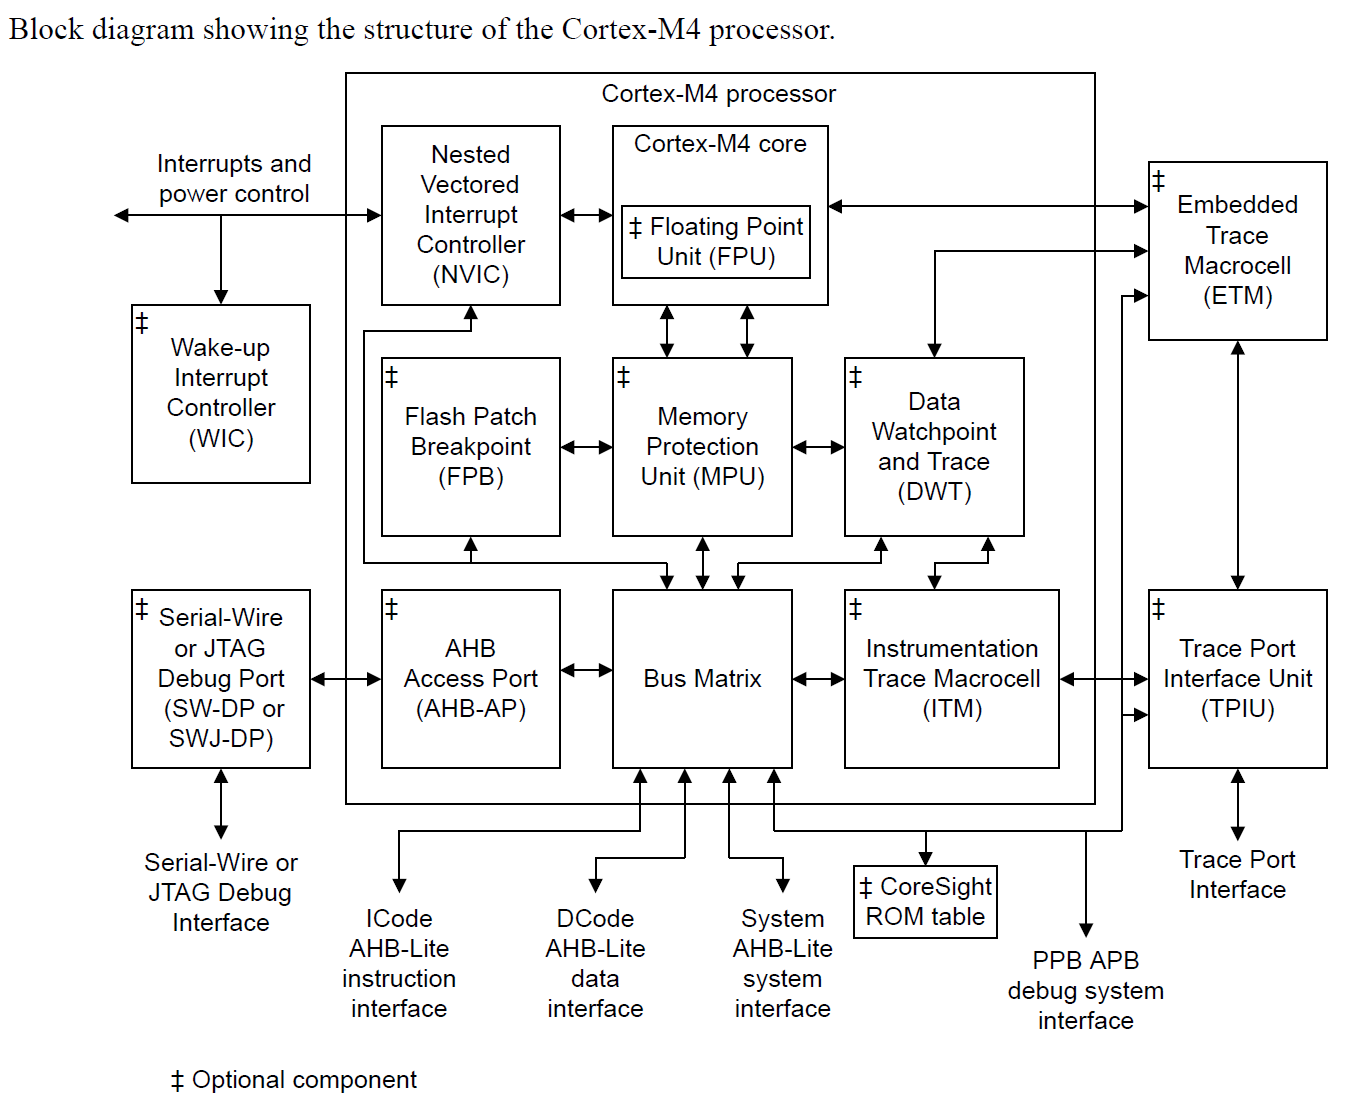 Block diagram showing the structure of the Cortex-M4 processor.
Cortex-M4 processor
Interrupts and
power control
Nested
Vectored
Interrupt
Controller
(NVIC)
Cortex-M4 core
‡ Floating Point
Unit (FPU)
‡
Embedded
Trace
Macrocell
(ETM)
‡
Wake-up
Interrupt
Controller
(WIC)
‡
Flash Patch
Breakpoint
(FPB)
‡
Memory
Protection
Unit (MPU)
‡
Data
Watchpoint
and Trace
(DWT)
‡ Serial-Wire
or JTAG
Debug Port
(SW-DP or
SWJ-DP)
‡
AHB
Access Port
(AHB-AP)
Bus Matrix
‡
Instrumentation
Trace Macrocell
(ITM)
‡
Trace Port
Interface Unit
(TPIU)
Serial-Wire or
JTAG Debug
Interface
ICode
AHB-Lite
instruction
interface
DCode
AHB-Lite
data
interface
System
AHB-Lite
system
interface
‡ CoreSight
ROM table
PPB APB
debug system
interface
Trace Port
Interface
‡ Optional component